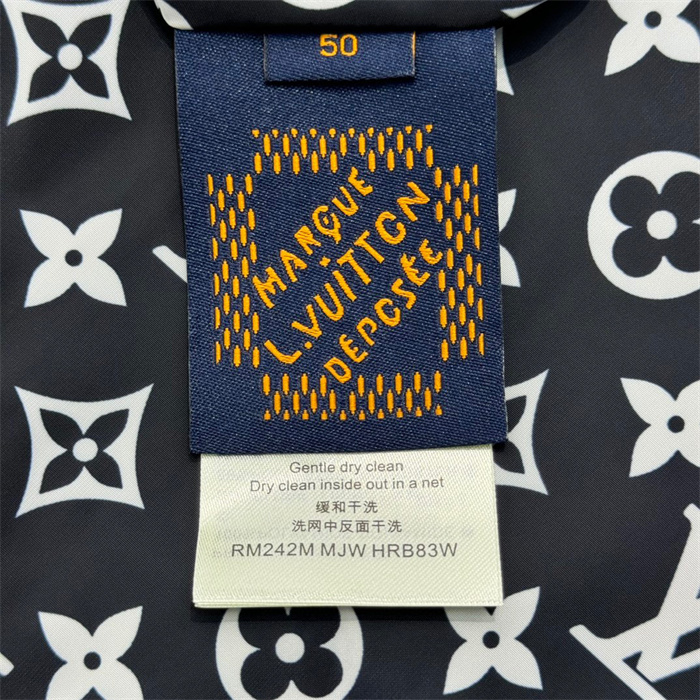 50
MARQUE
L.VUITTON
DÉPOSÉE
Gentle dry clean
Dry clean inside out in a net
缓和干洗
洗网中反面干洗
RM242M MJW HRB83W